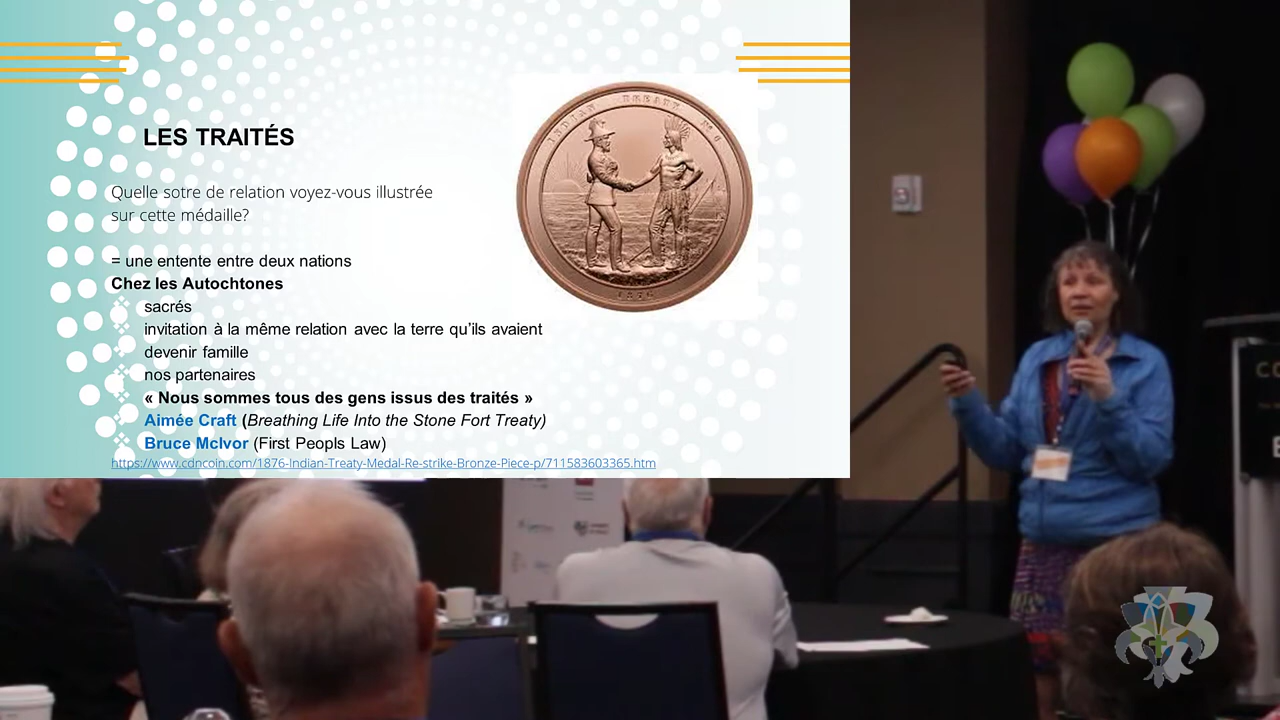 LES TRAITÉS
INDIAN TREATY No 6
1876
Quelle sotre de relation voyez-vous illustrée
sur cette médaille?
= une entente entre deux nations
Chez les Autochtones
sacrés
invitation à la même relation avec la terre qu'ils avaient
devenir famille
nos partenaires
« Nous sommes tous des gens issus des traités »
Aimée Craft (Breathing Life Into the Stone Fort Treaty)
Bruce McIvor (First Peopls Law)
https://www.cdncoin.com/1876-Indian-Treaty-Medal-Re-strike-Bronze-Piece-p/711583603365.htm